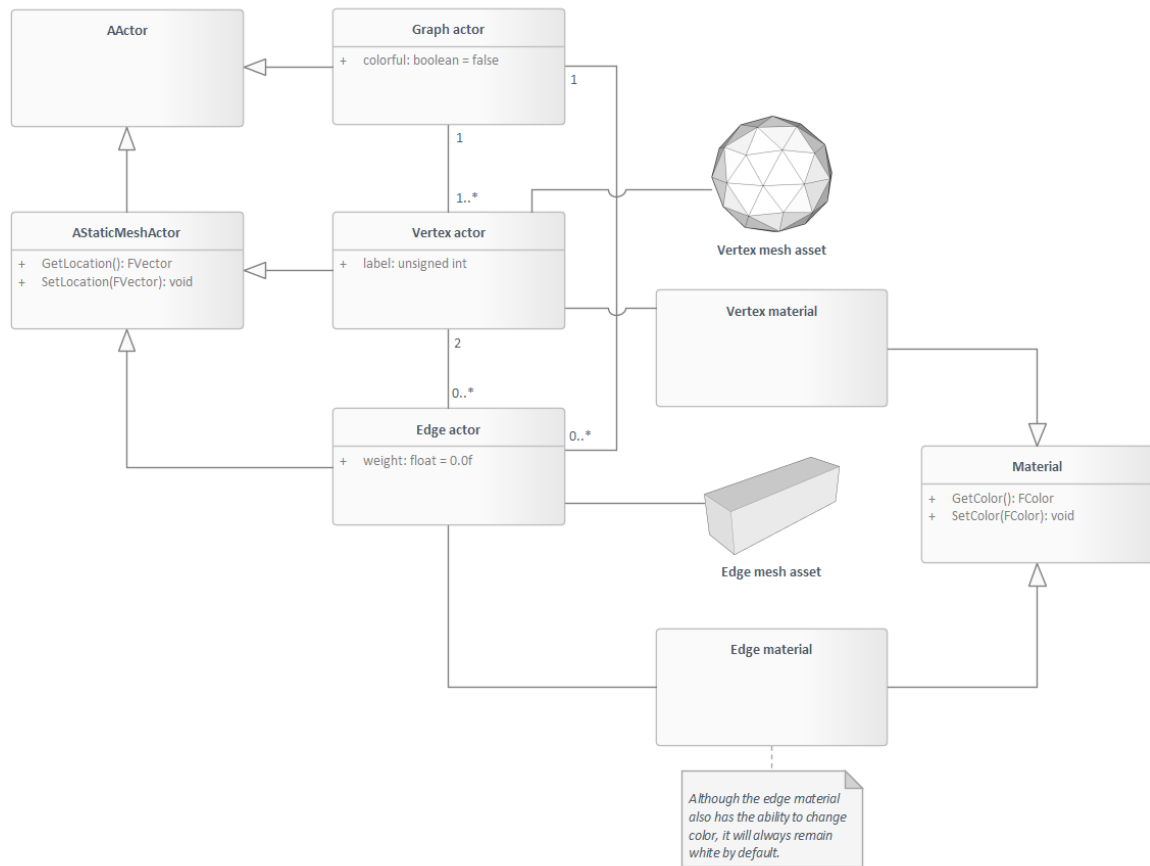 AActor
Graph actor
+ colorful: boolean = false
1
1
1..*
AStaticMeshActor
+ GetLocation(): FVector
+ SetLocation(FVector): void
Vertex actor
+ label: unsigned int
Vertex mesh asset
Vertex material
2
0..*
0..*
Edge actor
+ weight: float = 0.0f
Material
+ GetColor(): FColor
+ SetColor(FColor): void
Edge mesh asset
Edge material
Although the edge material
also has the ability to change
color, it will always remain
white by default.